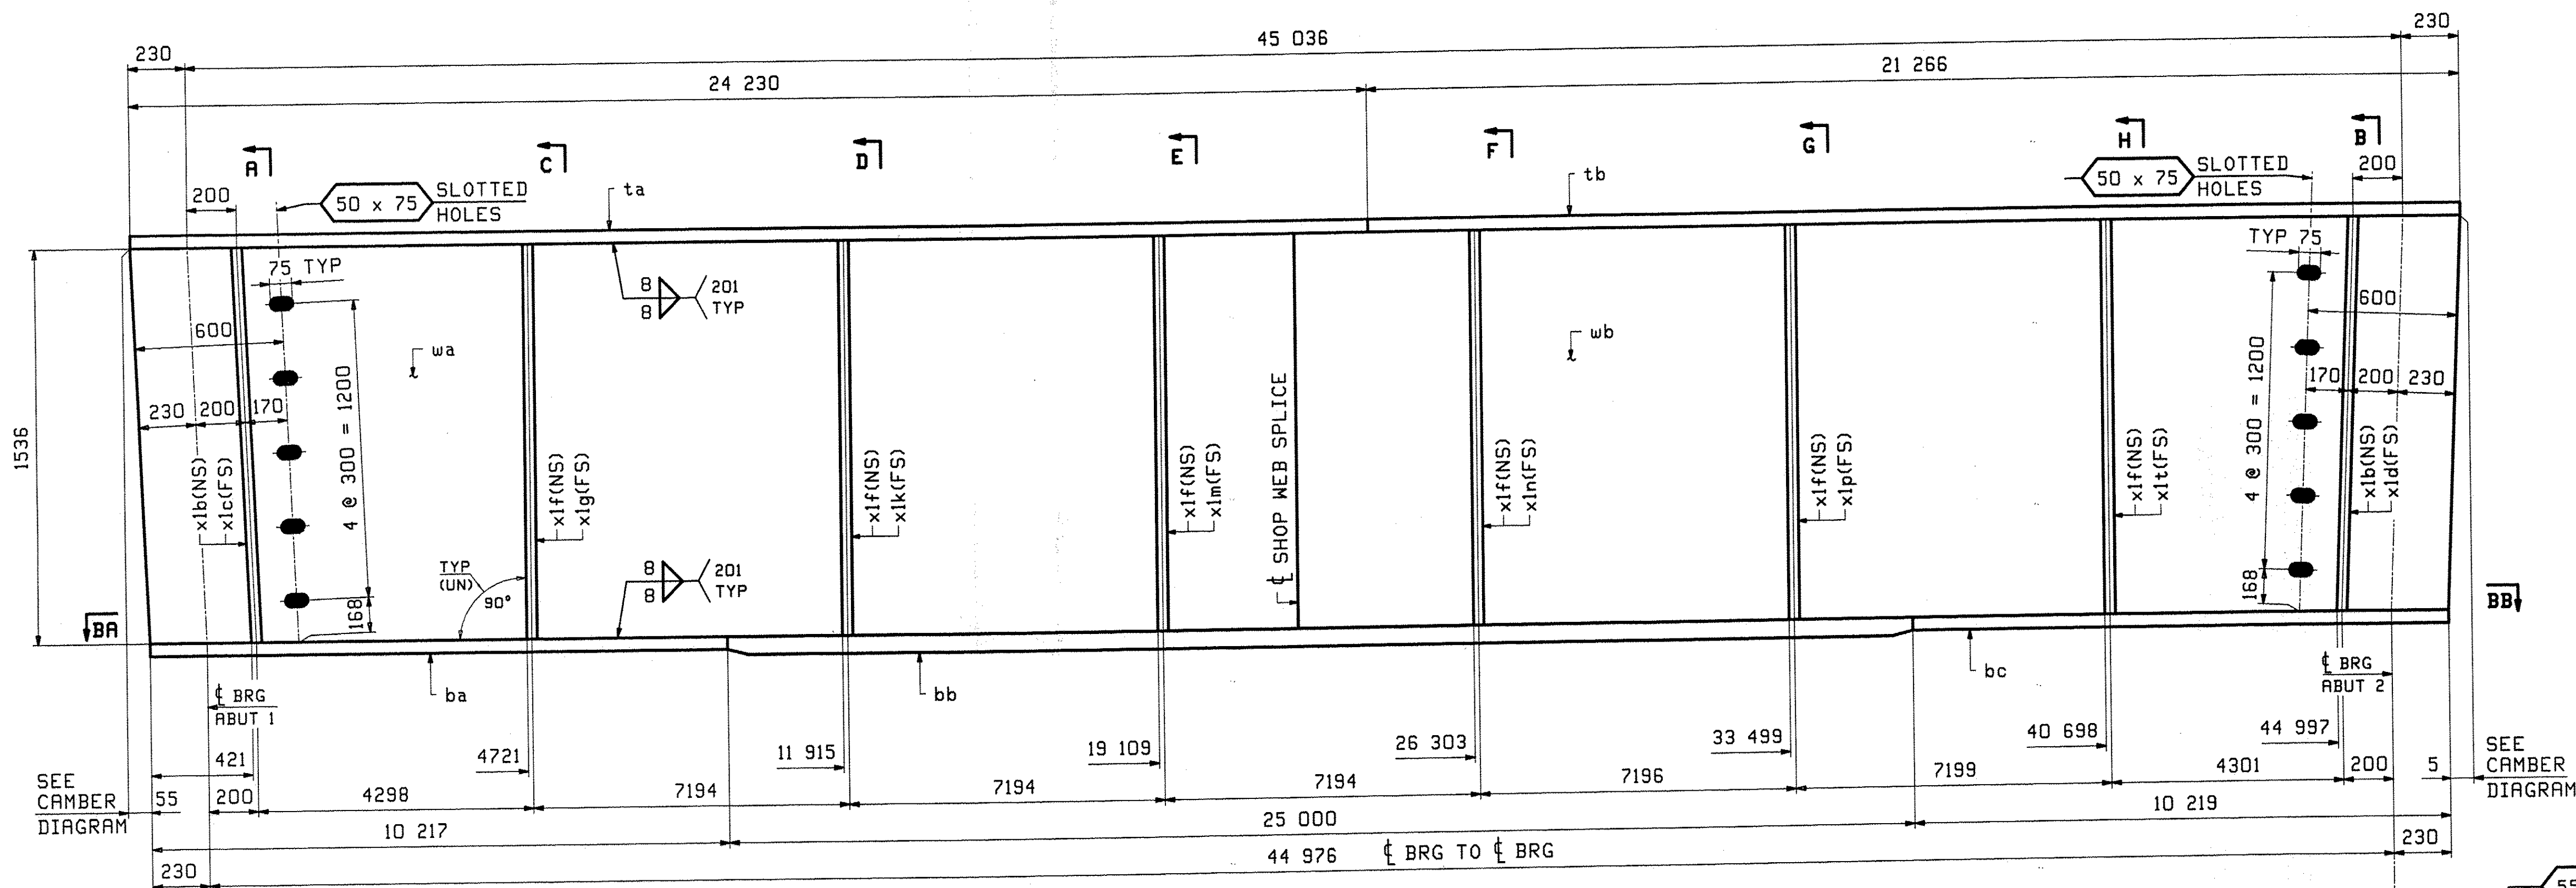 230
45 036
230
24 230
21 266
A
C
D
E
F
G
H
B
200
50 x 75
SLOTTED
HOLES
ta
tb
50 x 75
SLOTTED
HOLES
200
75 TYP
TYP 75
8
8
201
TYP
600
600
wa
wb
1536
4 @ 300 = 1200
4 @ 300 = 1200
230
200
170
170
200
230
x1b(NS)
x1c(FS)
x1f(NS)
x1g(FS)
x1f(NS)
x1k(FS)
x1f(NS)
x1m(FS)
℄ SHOP WEB SPLICE
x1f(NS)
x1n(FS)
x1f(NS)
x1p(FS)
x1f(NS)
x1t(FS)
x1b(NS)
x1d(FS)
TYP
(UN)
90°
8
8
201
TYP
168
168
BA
BB
℄ BRG
ABUT 1
ba
bb
bc
℄ BRG
ABUT 2
421
4721
11 915
19 109
26 303
33 499
40 698
44 997
SEE
CAMBER
DIAGRAM
55
200
4298
7194
7194
7194
7196
7199
4301
200
5
SEE
CAMBER
DIAGRAM
10 217
25 000
10 219
230
44 976 ℄ BRG TO ℄ BRG
230